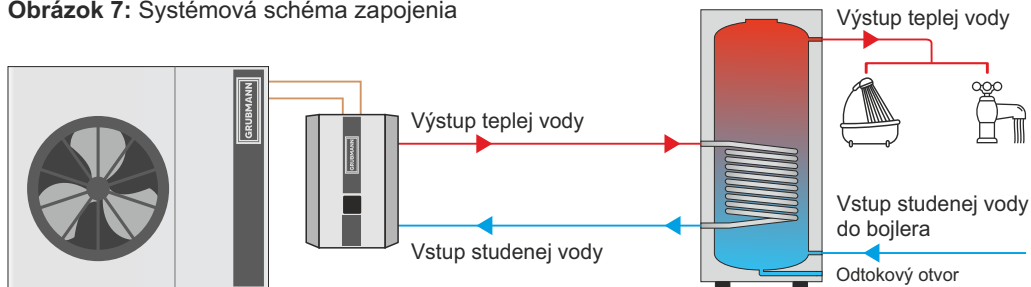 Obrázok 7: Systémová schéma zapojenia
Výstup teplej vody
GRUBMANN
Výstup teplej vody
GRUBMANN
Vstup studenej vody
do bojlera
Vstup studenej vody
Odtokový otvor